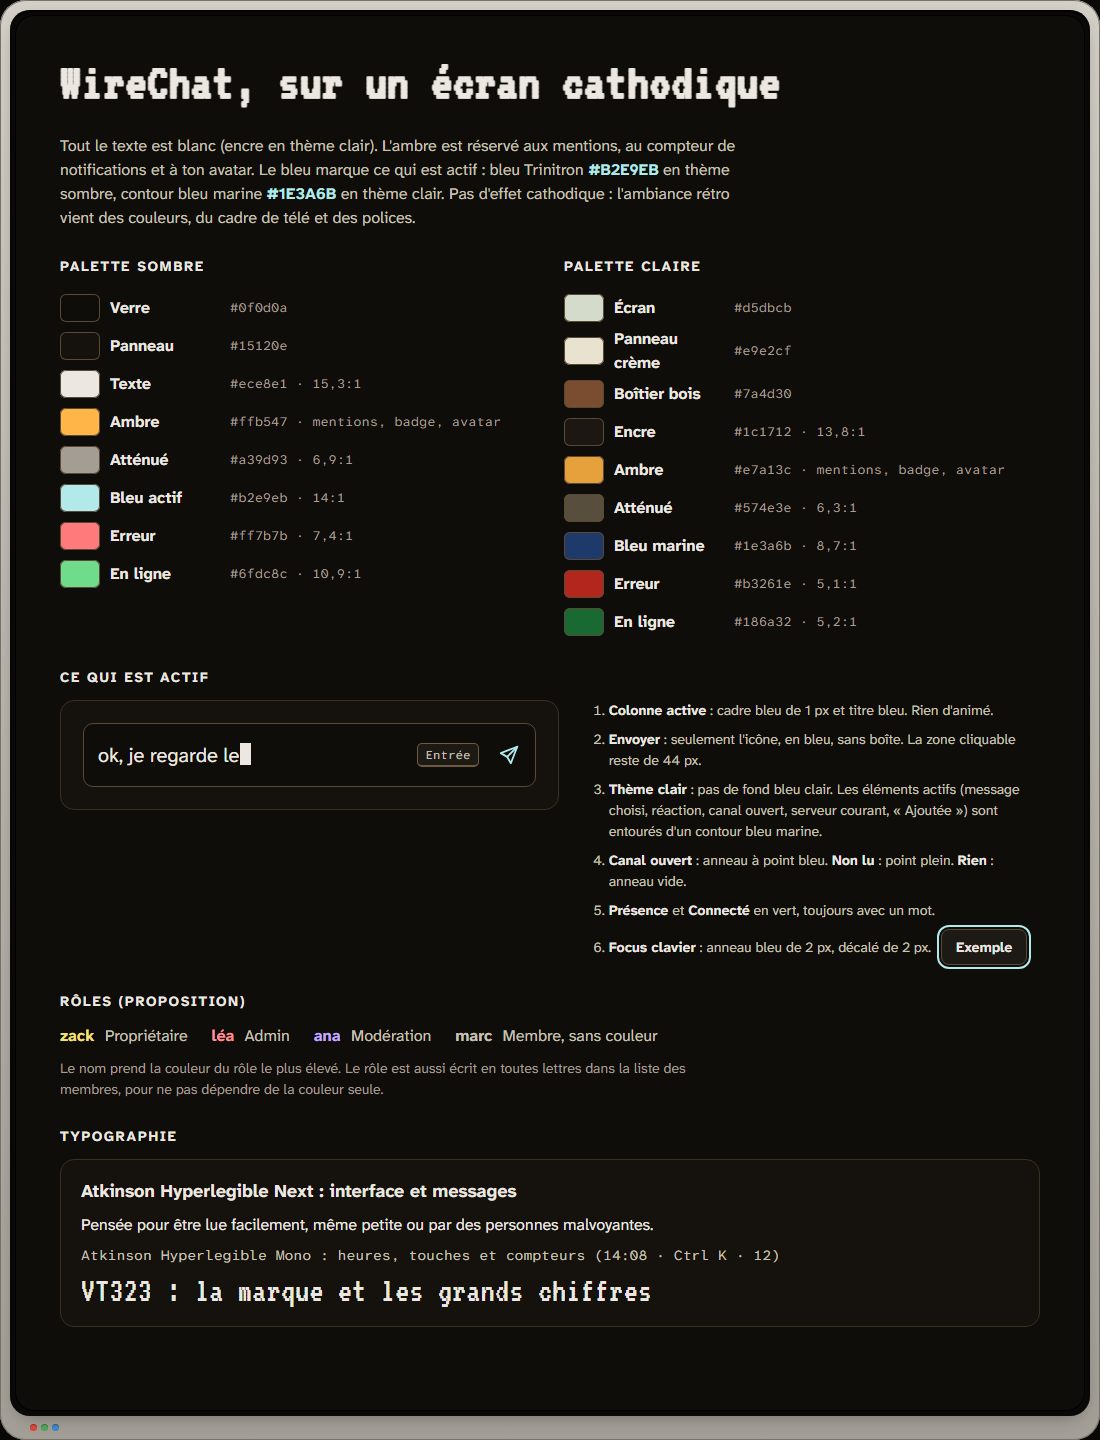 WireChat, sur un écran cathodique
Tout le texte est blanc (encre en thème clair). L'ambre est réservé aux mentions, au compteur de
notifications et à ton avatar. Le bleu marque ce qui est actif : bleu Trinitron #B2E9EB en thème
sombre, contour bleu marine #1E3A6B en thème clair. Pas d'effet cathodique : l'ambiance rétro
vient des couleurs, du cadre de télé et des polices.
PALETTE SOMBRE
Verre #0f0d0a
Panneau #15120e
Texte #ece8e1 · 15,3:1
Ambre #ffb547 · mentions, badge, avatar
Atténué #a39d93 · 6,9:1
Bleu actif #b2e9eb · 14:1
Erreur #ff7b7b · 7,4:1
En ligne #6fdc8c · 10,9:1
PALETTE CLAIRE
Écran #d5dbcb
Panneau
crème #e9e2cf
Boîtier bois #7a4d30
Encre #1c1712 · 13,8:1
Ambre #e7a13c · mentions, badge, avatar
Atténué #574e3e · 6,3:1
Bleu marine #1e3a6b · 8,7:1
Erreur #b3261e · 5,1:1
En ligne #186a32 · 5,2:1
CE QUI EST ACTIF
ok, je regarde le
Entrée
1. Colonne active : cadre bleu de 1 px et titre bleu. Rien d'animé.
2. Envoyer : seulement l'icône, en bleu, sans boîte. La zone cliquable
reste de 44 px.
3. Thème clair : pas de fond bleu clair. Les éléments actifs (message
choisi, réaction, canal ouvert, serveur courant, « Ajoutée ») sont
entourés d'un contour bleu marine.
4. Canal ouvert : anneau à point bleu. Non lu : point plein. Rien :
anneau vide.
5. Présence et Connecté en vert, toujours avec un mot.
6. Focus clavier : anneau bleu de 2 px, décalé de 2 px. Exemple
RÔLES (PROPOSITION)
zack Propriétaire léa Admin ana Modération marc Membre, sans couleur
Le nom prend la couleur du rôle le plus élevé. Le rôle est aussi écrit en toutes lettres dans la liste des
membres, pour ne pas dépendre de la couleur seule.
TYPOGRAPHIE
Atkinson Hyperlegible Next : interface et messages
Pensée pour être lue facilement, même petite ou par des personnes malvoyantes.
Atkinson Hyperlegible Mono : heures, touches et compteurs (14:08 · Ctrl K · 12)
VT323 : la marque et les grands chiffres